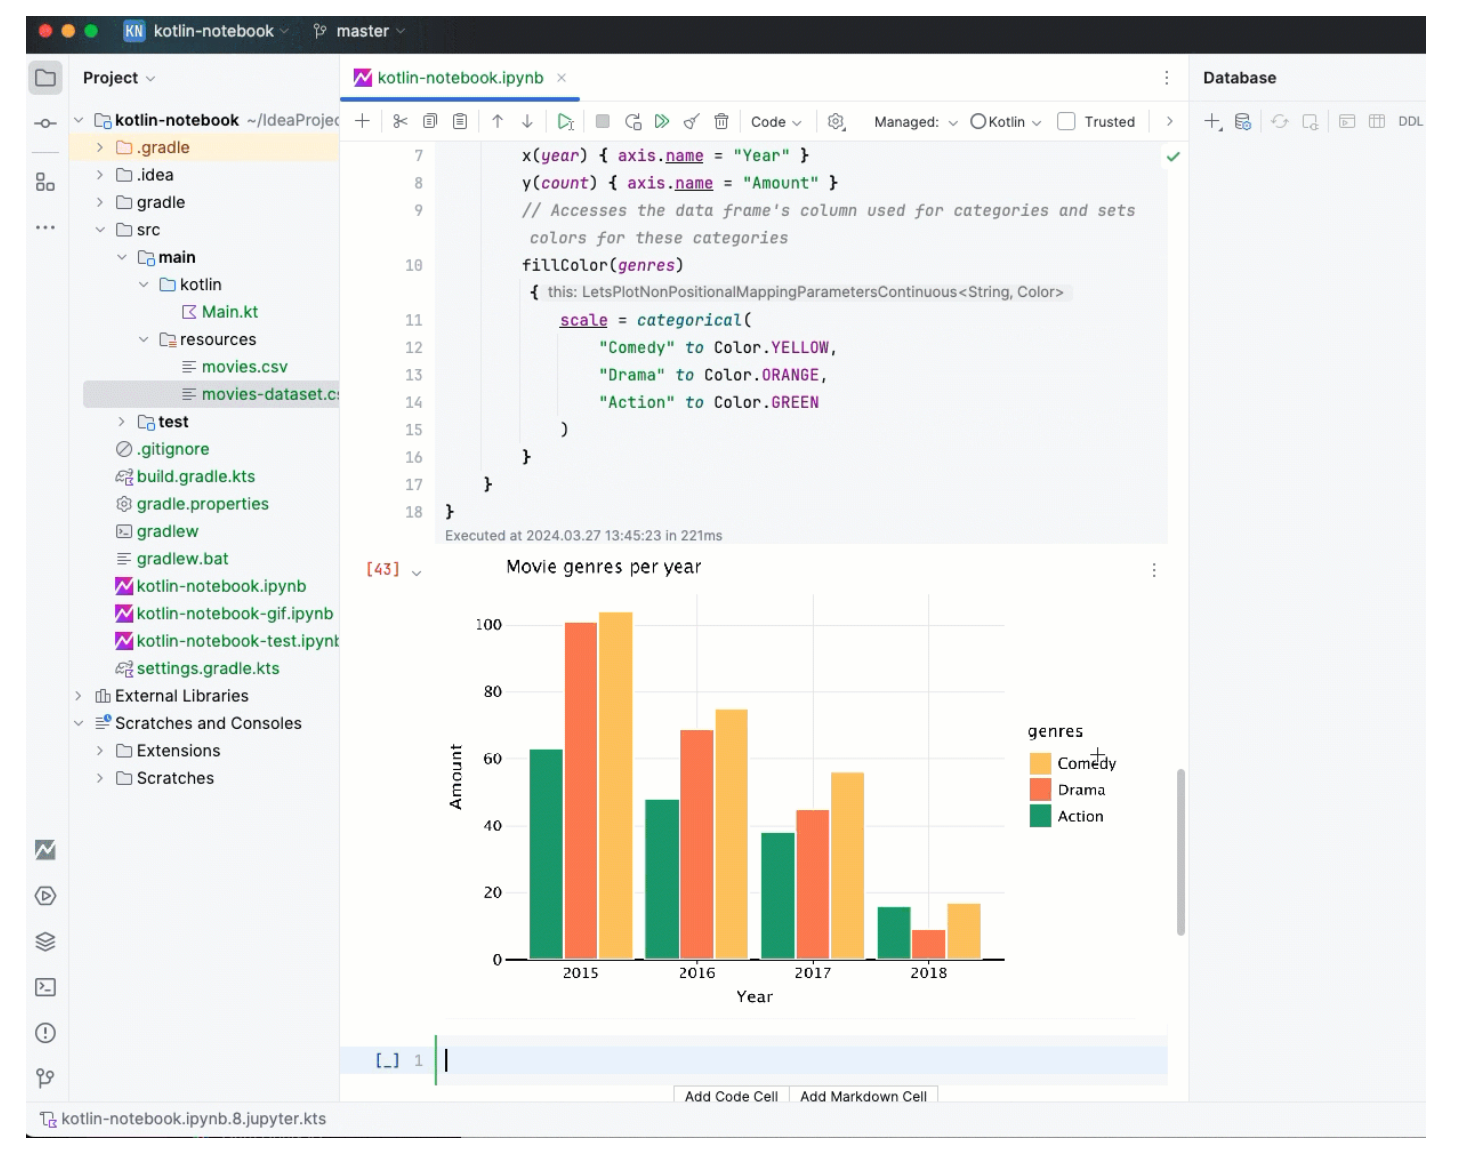 KN kotlin-notebook master
Project
kotlin-notebook ~/IdeaProjec
.gradle
.idea
gradle
src
main
kotlin
Main.kt
resources
movies.csv
movies-dataset.cs
test
.gitignore
build.gradle.kts
gradle.properties
gradlew
gradlew.bat
kotlin-notebook.ipynb
kotlin-notebook-gif.ipynb
kotlin-notebook-test.ipynb
settings.gradle.kts
External Libraries
Scratches and Consoles
Extensions
Scratches
kotlin-notebook.ipynb
Code Managed: Kotlin Trusted
7 x(year) { axis.name = "Year" }
8 y(count) { axis.name = "Amount" }
9 // Accesses the data frame's column used for categories and sets
colors for these categories
10 fillColor(genres)
{ this: LetsPlotNonPositionalMappingParametersContinuous<String, Color>
11 scale = categorical(
12 "Comedy" to Color.YELLOW,
13 "Drama" to Color.ORANGE,
14 "Action" to Color.GREEN
15 )
16 }
17 }
18 }
Executed at 2024.03.27 13:45:23 in 221ms
[43] Movie genres per year
100
80
60
40
20
0
Amount
2015 2016 2017 2018
Year
genres
Comedy
Drama
Action
[_] 1
Add Code Cell Add Markdown Cell
Database
DDL
kotlin-notebook.ipynb.8.jupyter.kts